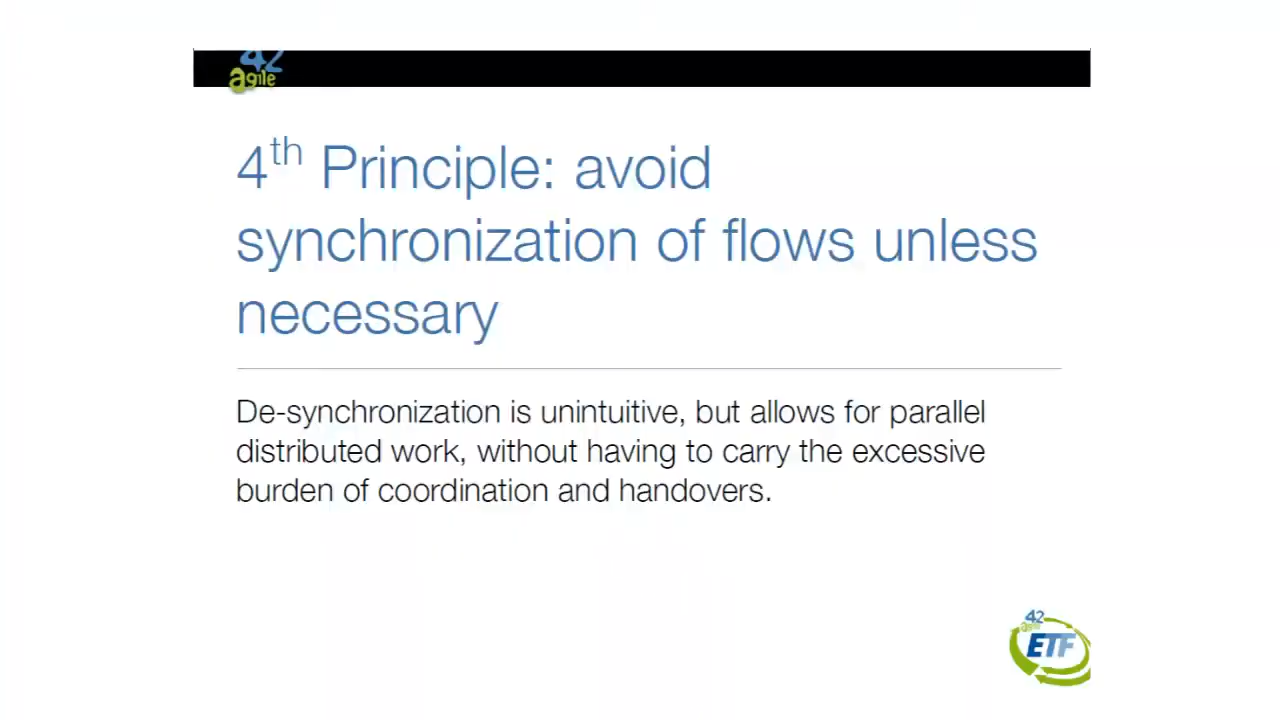 42
agile
4th Principle: avoid
synchronization of flows unless
necessary
De-synchronization is unintuitive, but allows for parallel
distributed work, without having to carry the excessive
burden of coordination and handovers.
42
agile
ETF